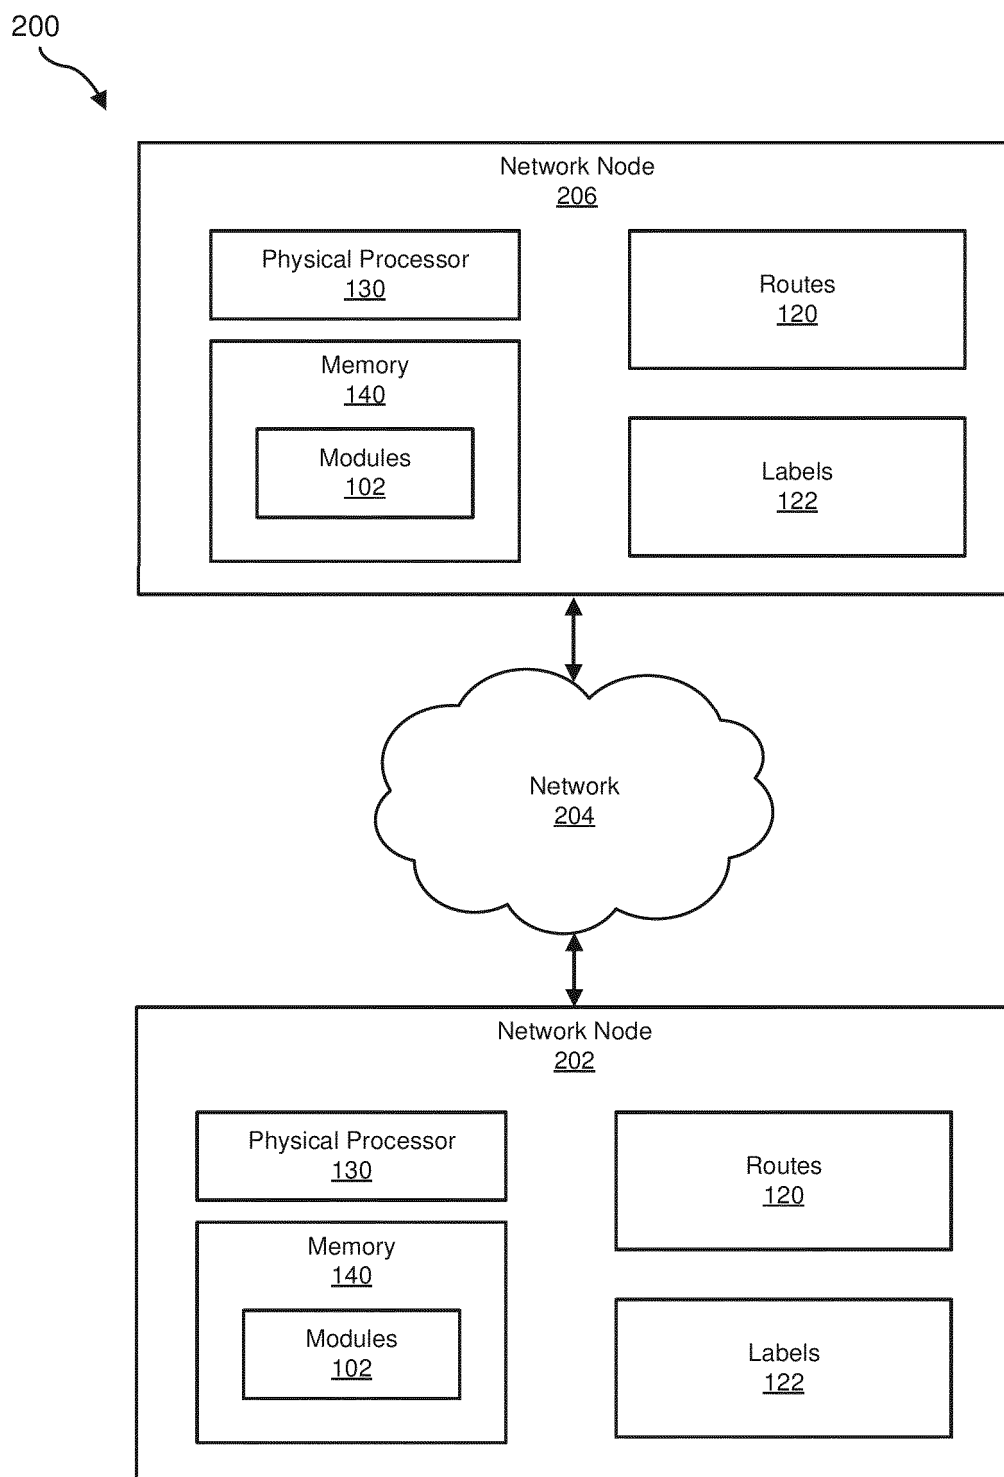 200
Network Node
206
Physical Processor
130
Memory
140
Modules
102
Routes
120
Labels
122
Network
204
Network Node
202
Physical Processor
130
Memory
140
Modules
102
Routes
120
Labels
122